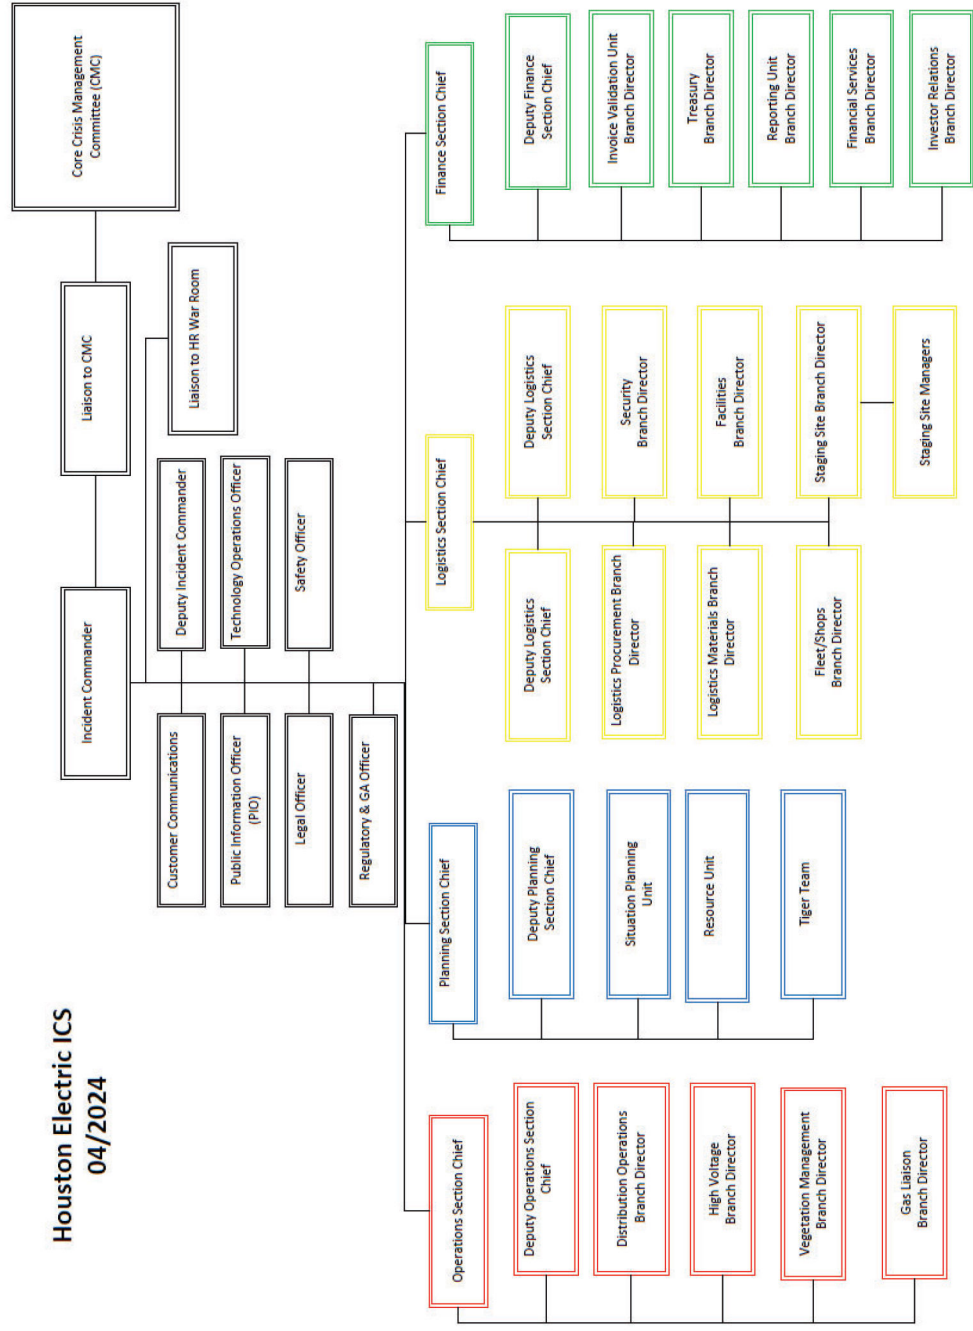 Houston Electric ICS
04/2024
Core Crisis Management
Committee (CMC)
Liaison to CMC
Incident Commander
Liaison to HR War Room
Customer Communications
Deputy Incident Commander
Public Information Officer
(PIO)
Technology Operations Officer
Legal Officer
Safety Officer
Regulatory & GA Officer
Operations Section Chief
Deputy Operations Section
Chief
Distribution Operations
Branch Director
High Voltage
Branch Director
Vegetation Management
Branch Director
Gas Liaison
Branch Director
Planning Section Chief
Deputy Planning
Section Chief
Situation Planning
Unit
Resource Unit
Tiger Team
Logistics Section Chief
Deputy Logistics
Section Chief
Deputy Logistics
Section Chief
Logistics Procurement Branch
Director
Security
Branch Director
Logistics Materials Branch
Director
Facilities
Branch Director
Fleet/Shops
Branch Director
Staging Site Branch Director
Staging Site Managers
Finance Section Chief
Deputy Finance
Section Chief
Invoice Validation Unit
Branch Director
Treasury
Branch Director
Reporting Unit
Branch Director
Financial Services
Branch Director
Investor Relations
Branch Director